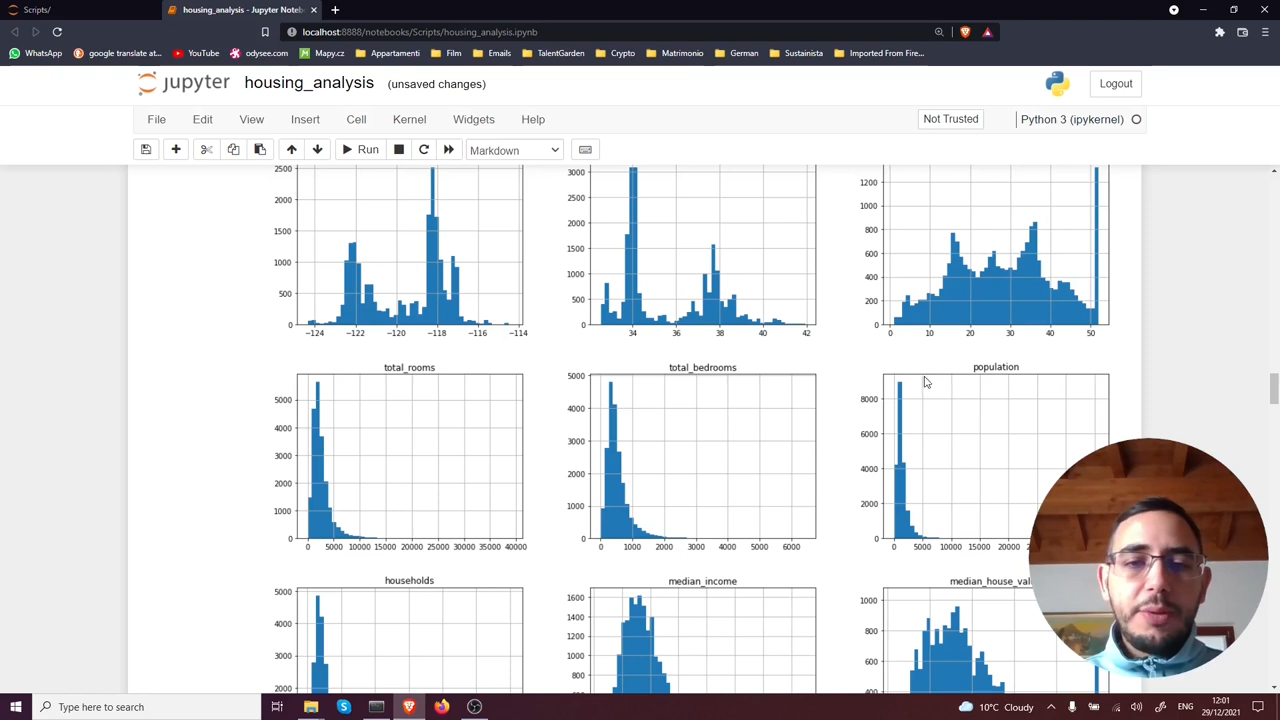 Scripts/
housing_analysis - Jupyter Noteb
localhost:8888/notebooks/Scripts/housing_analysis.ipynb
WhatsApp google translate at... YouTube odysee.com Mapy.cz Appartamenti Film Emails TalentGarden Crypto Matrimonio German Sustainista Imported From Fire...
jupyter housing_analysis (unsaved changes) Logout
File Edit View Insert Cell Kernel Widgets Help Not Trusted Python 3 (ipykernel)
Run Markdown
2500
2000
1500
1000
500
0
−124 −122 −120 −118 −116 −114
3000
2500
2000
1500
1000
500
0
34 36 38 40 42
1200
1000
800
600
400
200
0
0 10 20 30 40 50
total_rooms
5000
4000
3000
2000
1000
0
0 5000 10000 15000 20000 25000 30000 35000 40000
total_bedrooms
5000
4000
3000
2000
1000
0
0 1000 2000 3000 4000 5000 6000
population
8000
6000
4000
2000
0
0 5000 10000 15000 20000
households
5000
4000
3000
2000
median_income
1600
1400
1200
1000
800
median_house_val
1000
800
600
Type here to search
10°C Cloudy
12:01
29/12/2021